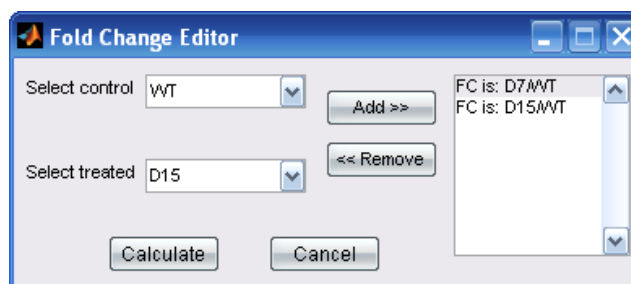 Fold Change Editor
Select control WT
Add >>
<< Remove
FC is: D7/WT
FC is: D15/WT
Select treated D15
Calculate Cancel